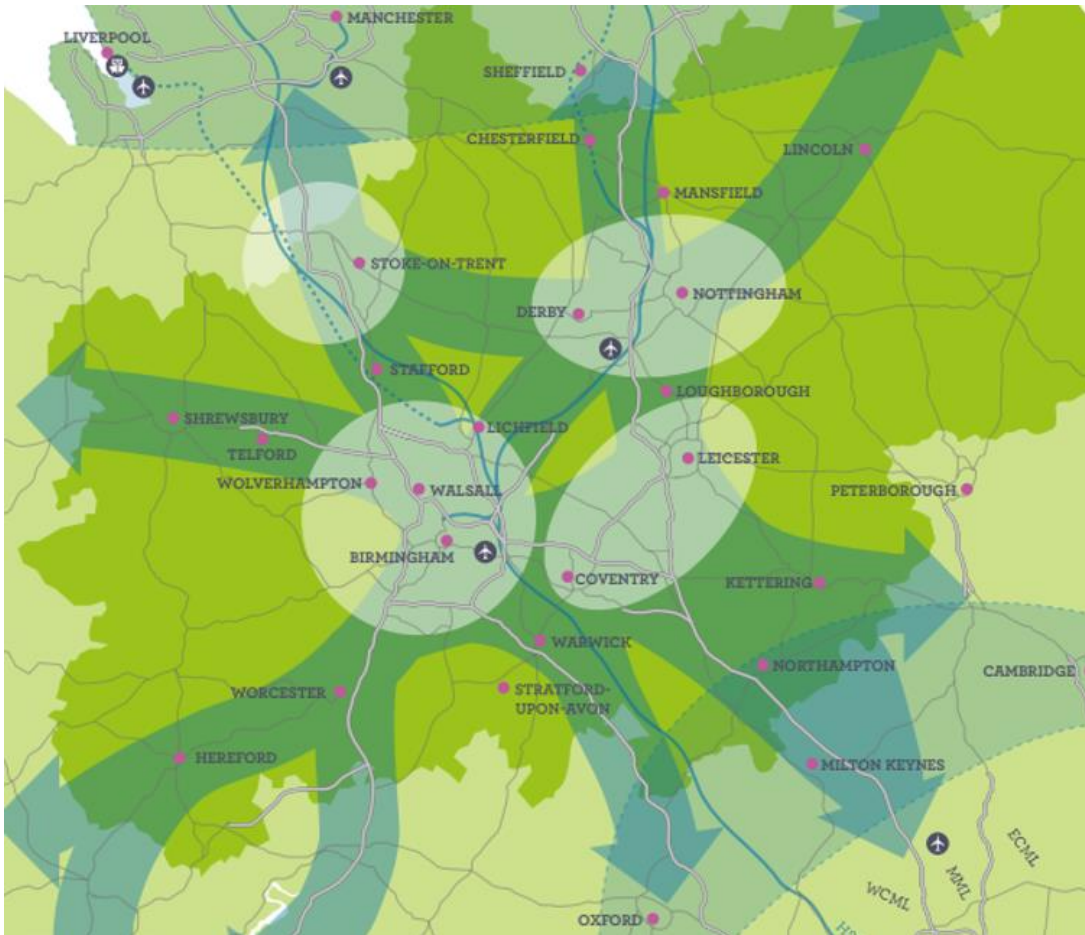 MANCHESTER
LIVERPOOL
SHEFFIELD
CHESTERFIELD
LINCOLN
MANSFIELD
STOKE-ON-TRENT
NOTTINGHAM
DERBY
STAFFORD
LOUGHBOROUGH
SHREWSBURY
LICHFIELD
TELFORD
LEICESTER
WOLVERHAMPTON
WALSALL
PETERBOROUGH
BIRMINGHAM
COVENTRY
KETTERING
WARWICK
NORTHAMPTON
CAMBRIDGE
WORCESTER
STRATFORD-
UPON-AVON
HEREFORD
MILTON KEYNES
ECML
MML
WCML
OXFORD